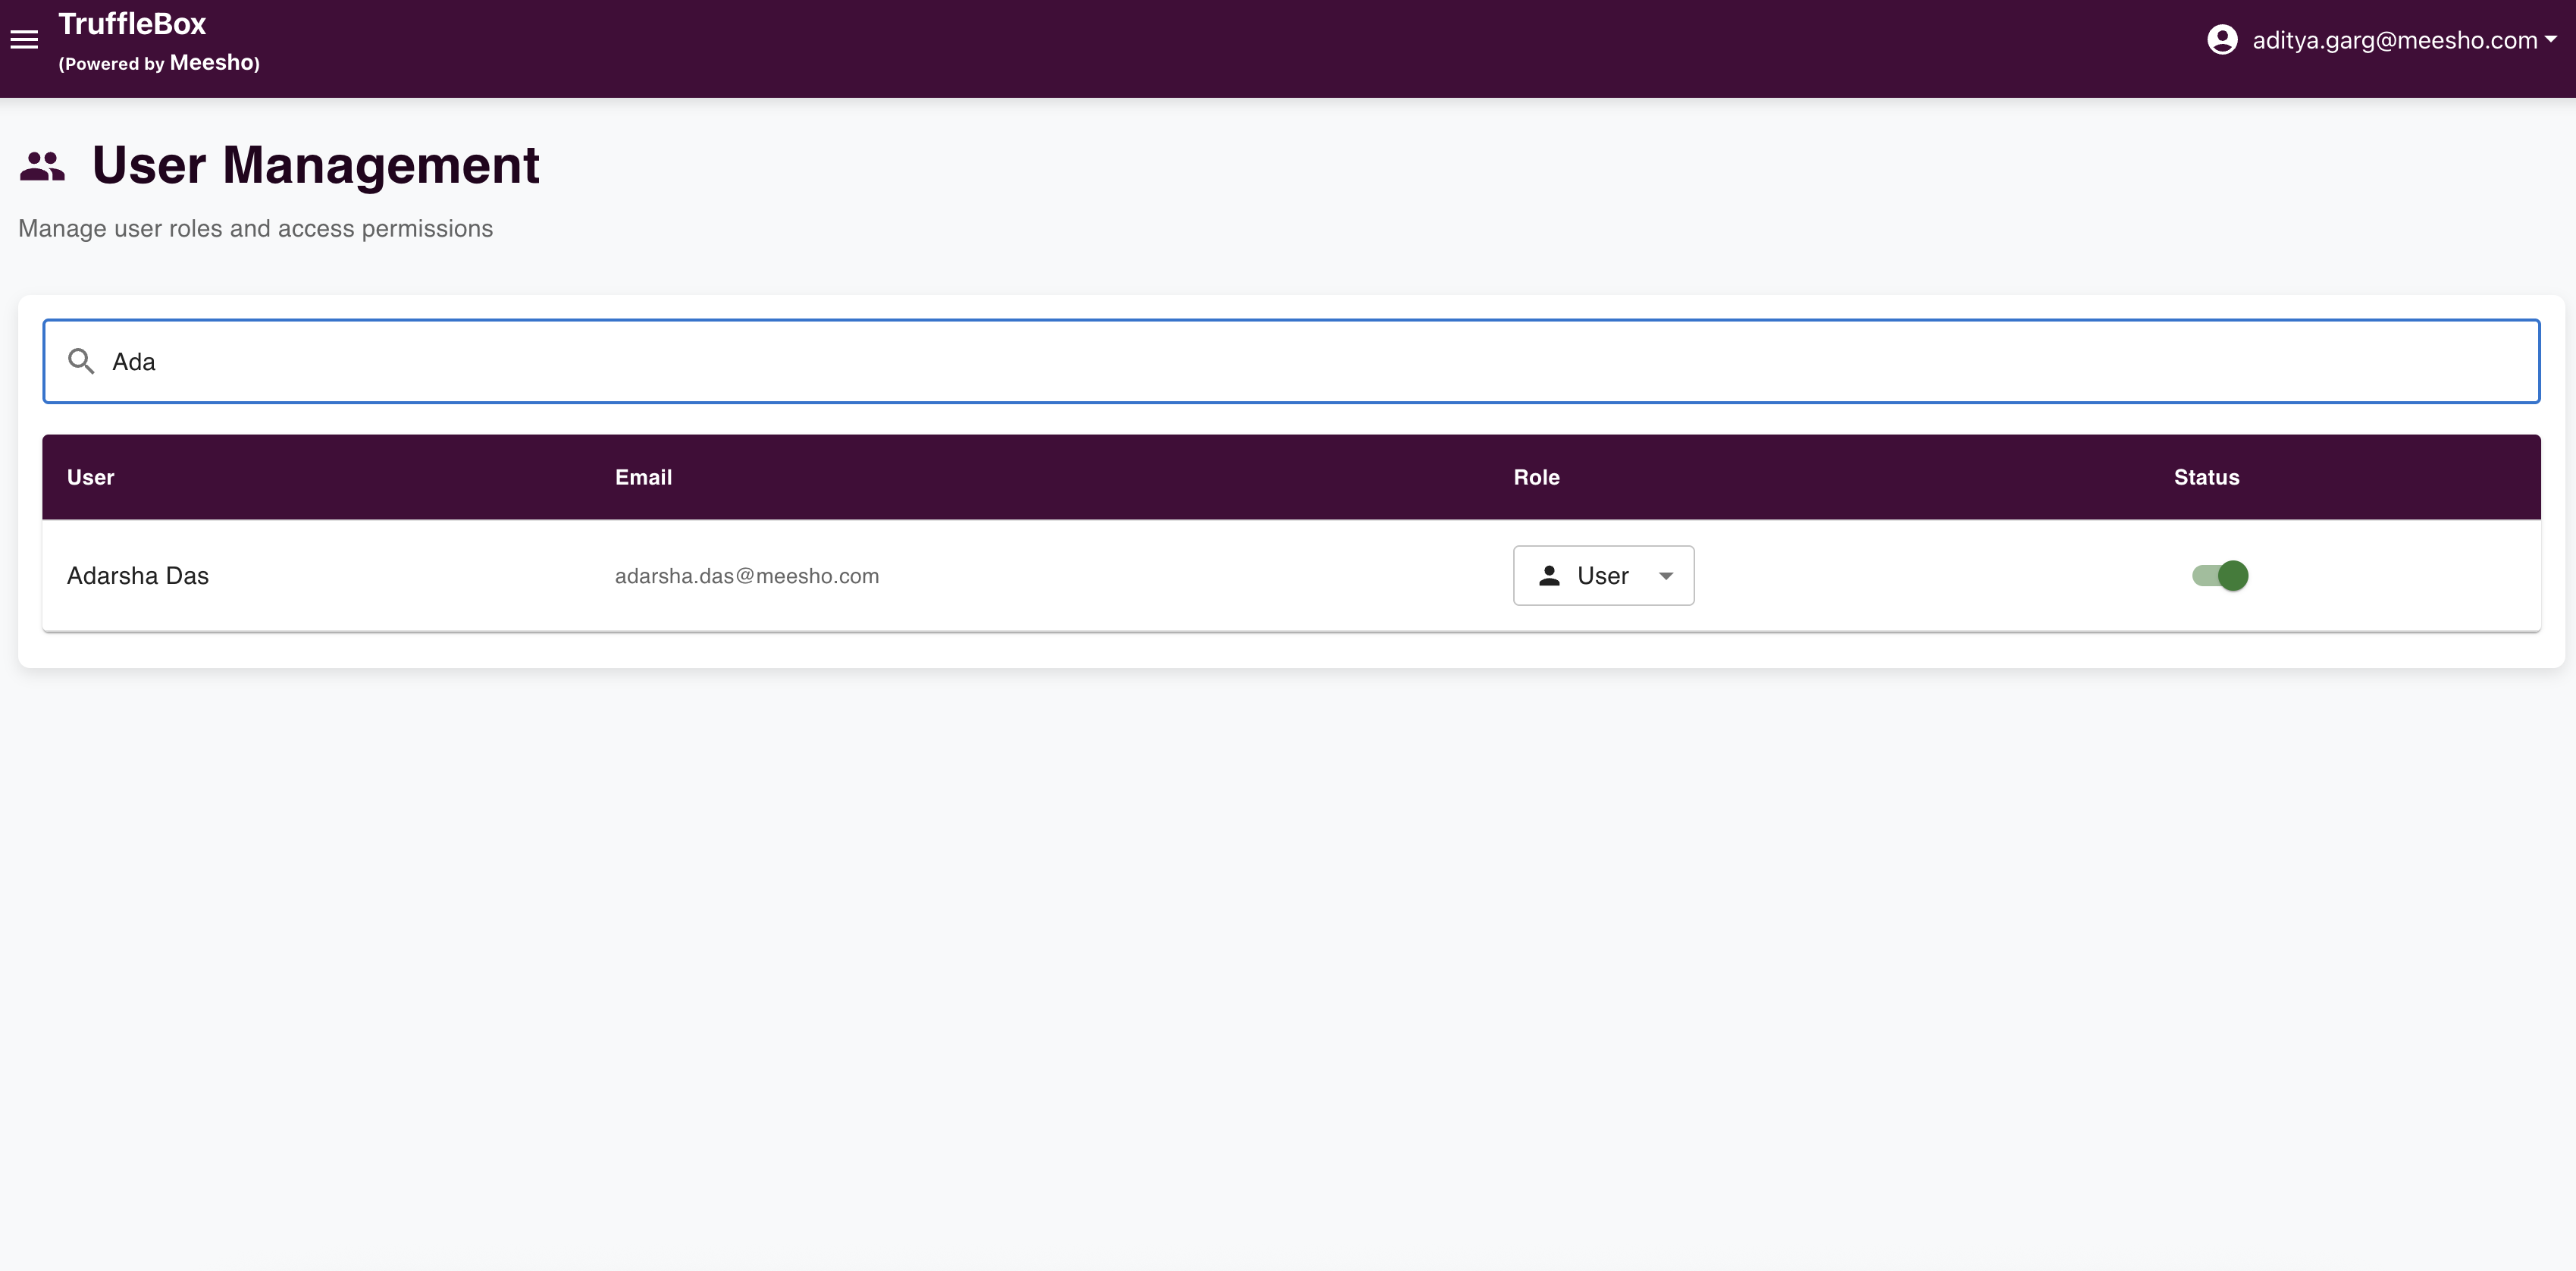 TruffleBox
(Powered by Meesho)
aditya.garg@meesho.com
User Management
Manage user roles and access permissions
Ada
User Email Role Status
Adarsha Das adarsha.das@meesho.com User